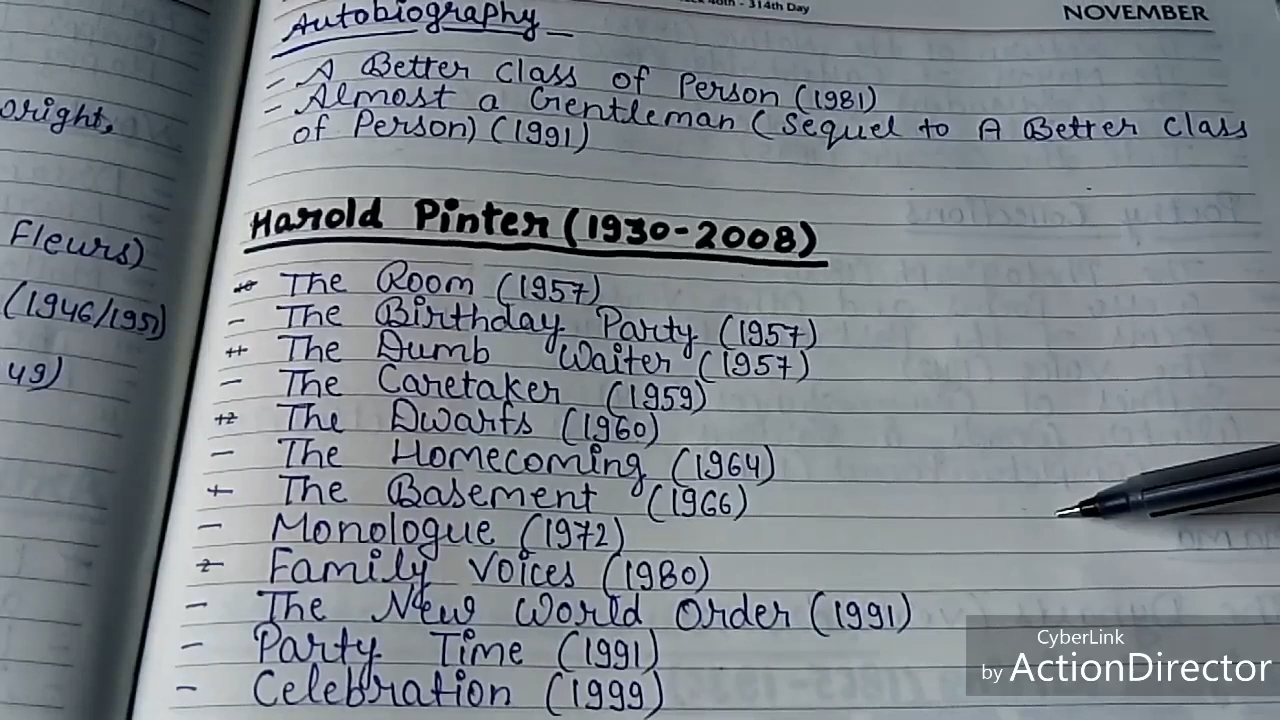 - 314th Day
NOVEMBER
Autobiography
- A Better Class of Person (1981)
- Almost a Gentleman (Sequel to A Better Class
of Person) (1991)
oright,
Fleurs)
(1946/1951)
49)
Harold Pinter (1930-2008)
The Room (1957)
- The Birthday Party (1957)
The Dumb Waiter (1957)
- The Caretaker (1959)
The Dwarfs (1960)
- The Homecoming (1964)
The Basement (1966)
- Monologue (1972)
Family Voices (1980)
- The New World Order (1991)
- Party Time (1991)
- Celebration (1999)
CyberLink
by ActionDirector